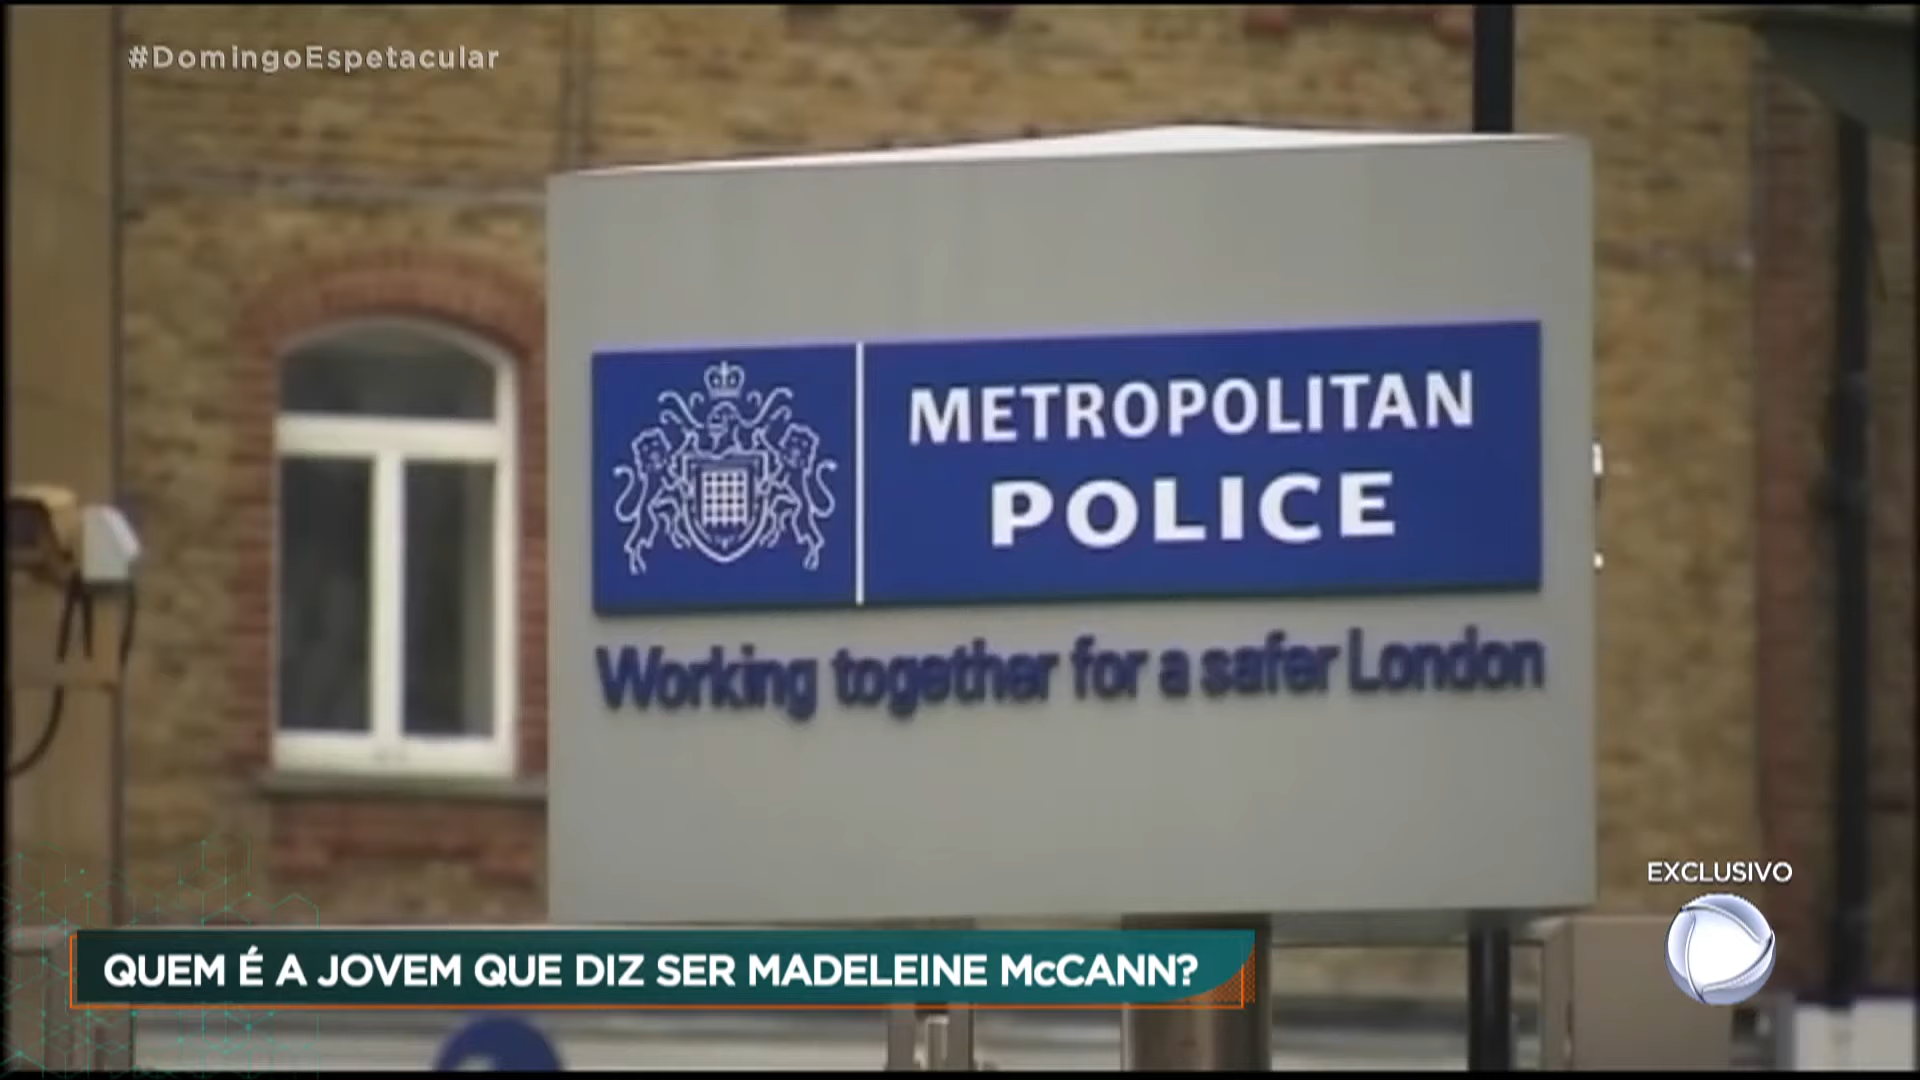 #DomingoEspetacular
METROPOLITAN
POLICE
Working together for a safer London
EXCLUSIVO
QUEM É A JOVEM QUE DIZ SER MADELEINE McCANN?